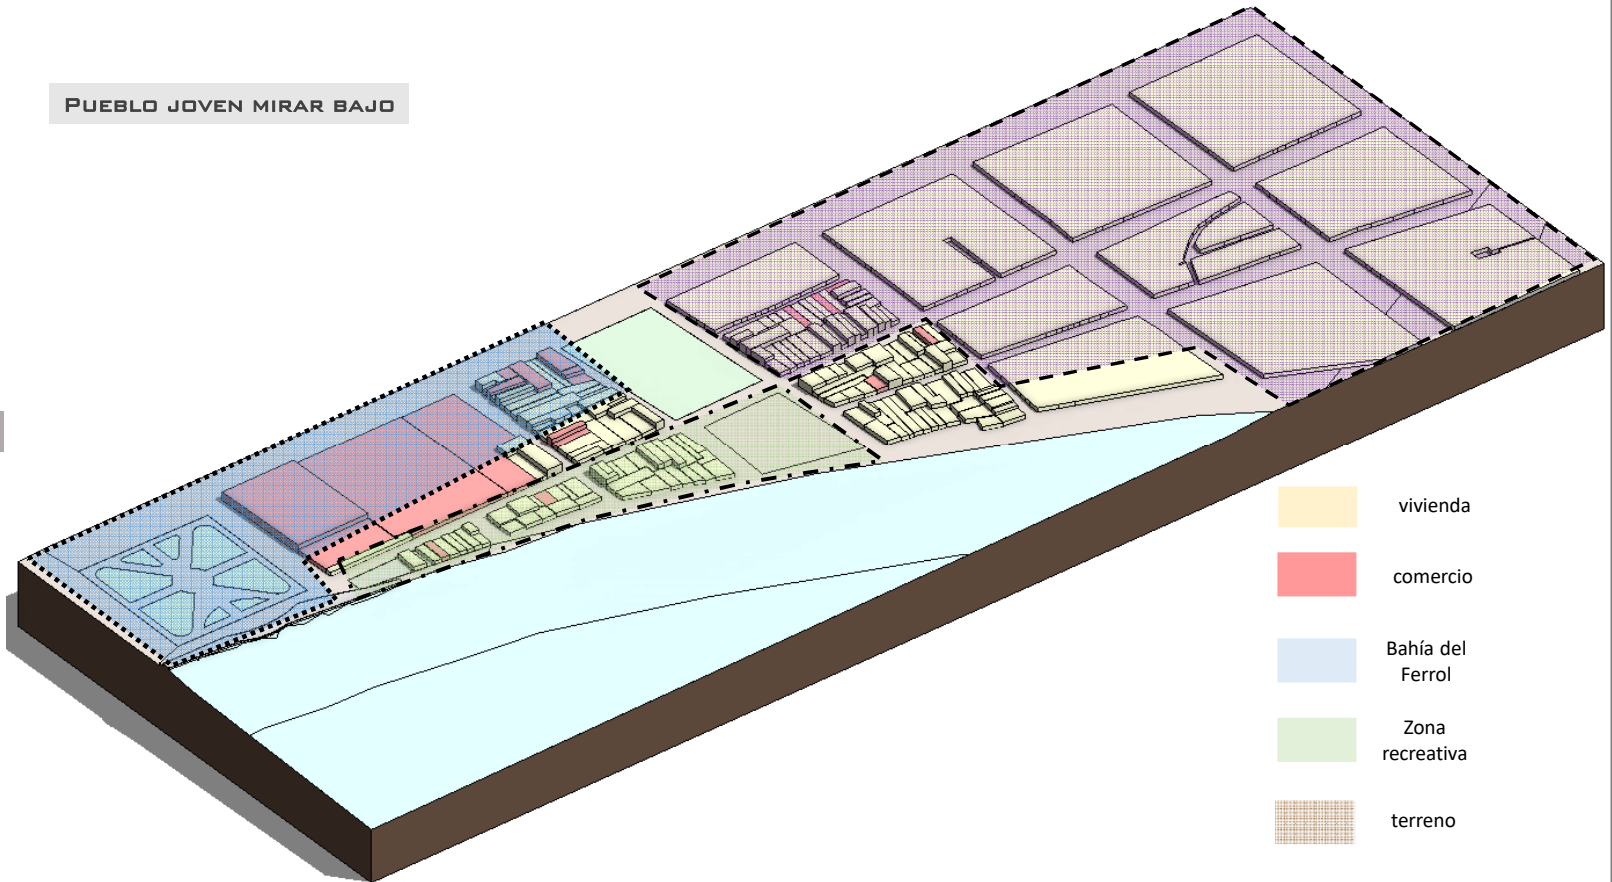 PUEBLO JOVEN MIRAR BAJO
vivienda
comercio
Bahía del
Ferrol
Zona
recreativa
terreno